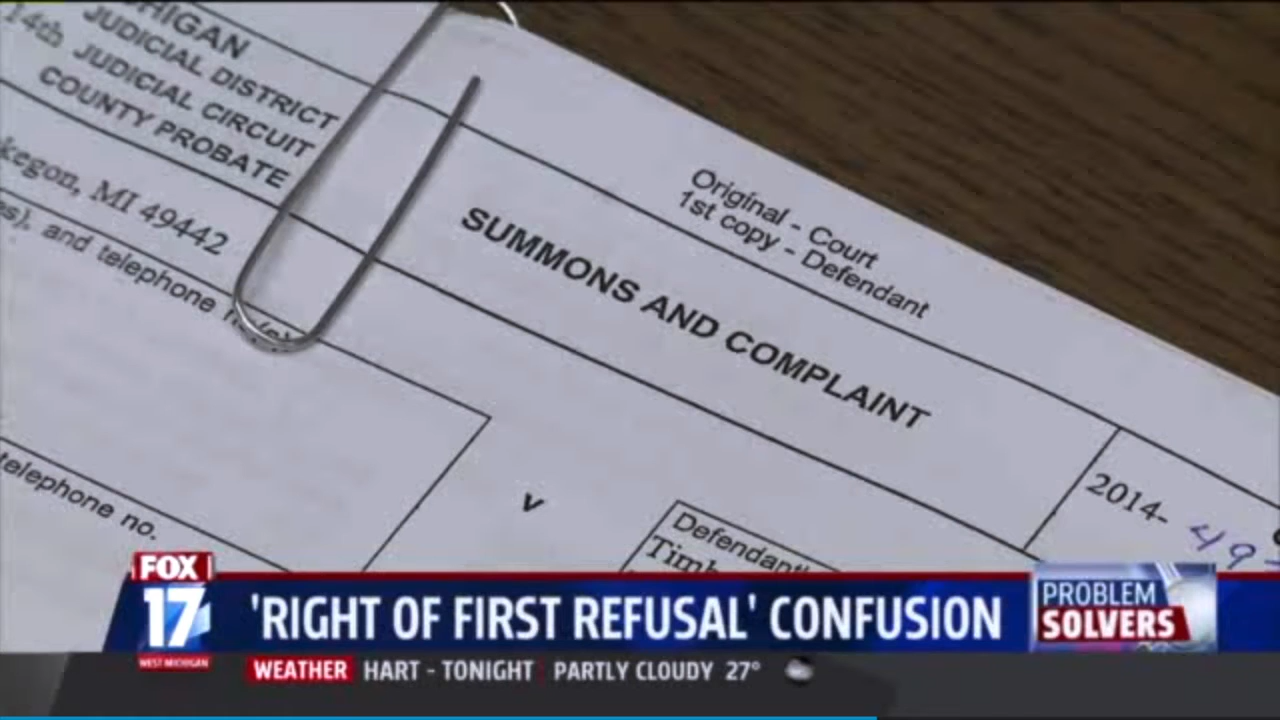 MICHIGAN
JUDICIAL DISTRICT
14th JUDICIAL CIRCUIT
COUNTY PROBATE
Original - Court
1st copy - Defendant
SUMMONS AND COMPLAINT
MI 49442
and telephone
2014-
49
telephone no.
v
FOX
17
WEST MICHIGAN
'RIGHT OF FIRST REFUSAL' CONFUSION
PROBLEM
SOLVERS
WEATHER HART - TONIGHT PARTLY CLOUDY 27°